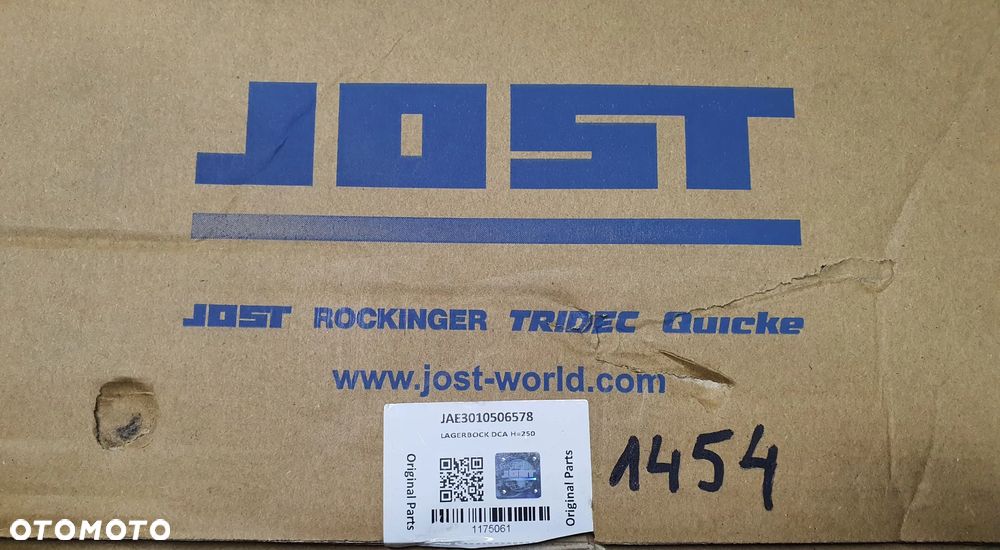 JOST
JOST ROCKINGER TRIDEC Quicke
www.jost-world.com
JAE3010506578
LAGERBOCK DCA H=250
Original Parts
JOST
Original Parts
1175061
1454
OTOMOTO